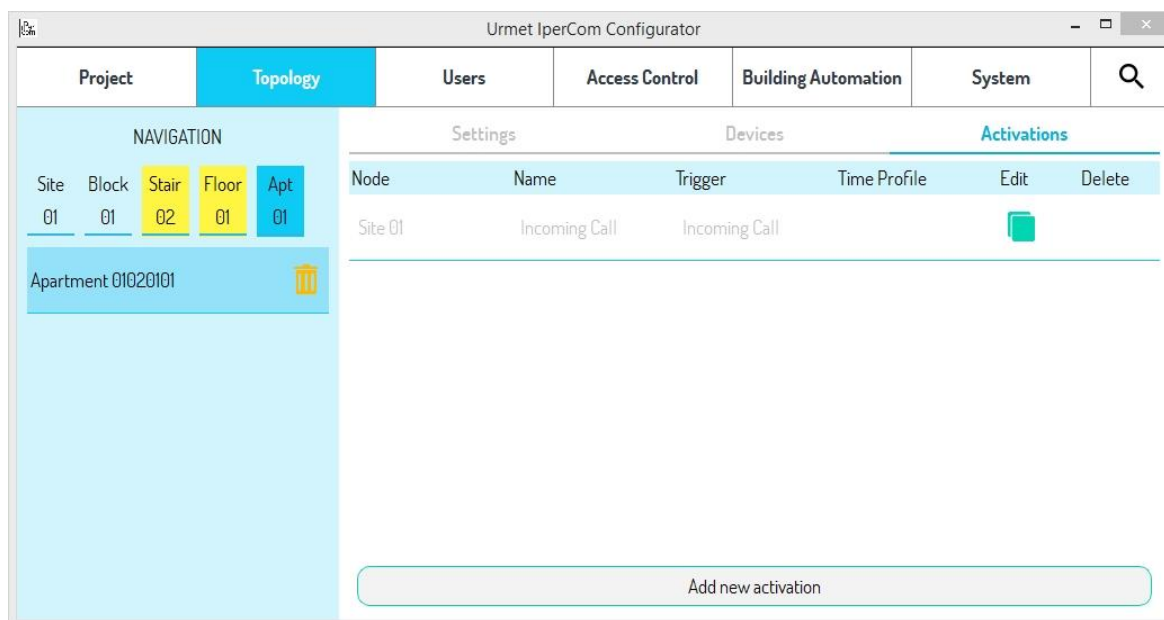 Urmet IperCom Configurator
Project Topology Users Access Control Building Automation System
NAVIGATION
Settings Devices Activations
Site Block Stair Floor Apt
01 01 02 01 01
Node Name Trigger Time Profile Edit Delete
Site 01 Incoming Call Incoming Call
Apartment 01020101
Add new activation